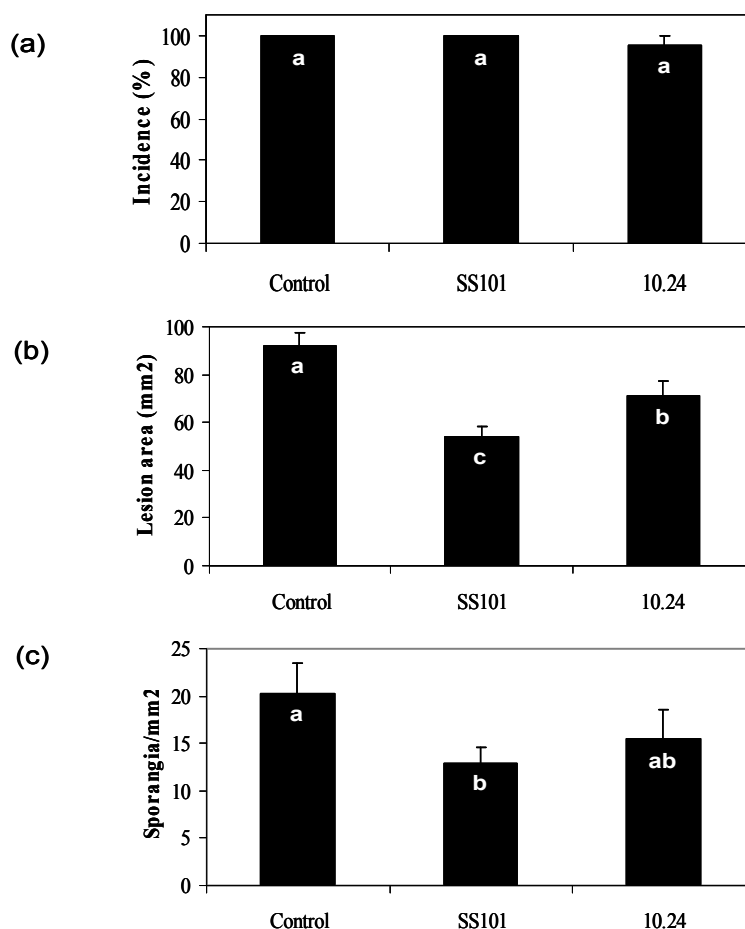 (a)
Incidence (%)
100
80
60
40
20
0
a
a
a
Control
SS101
10.24
(b)
Lesion area (mm2)
100
80
60
40
20
0
a
c
b
Control
SS101
10.24
(c)
Sporangia/mm2
25
20
15
10
5
0
a
b
ab
Control
SS101
10.24